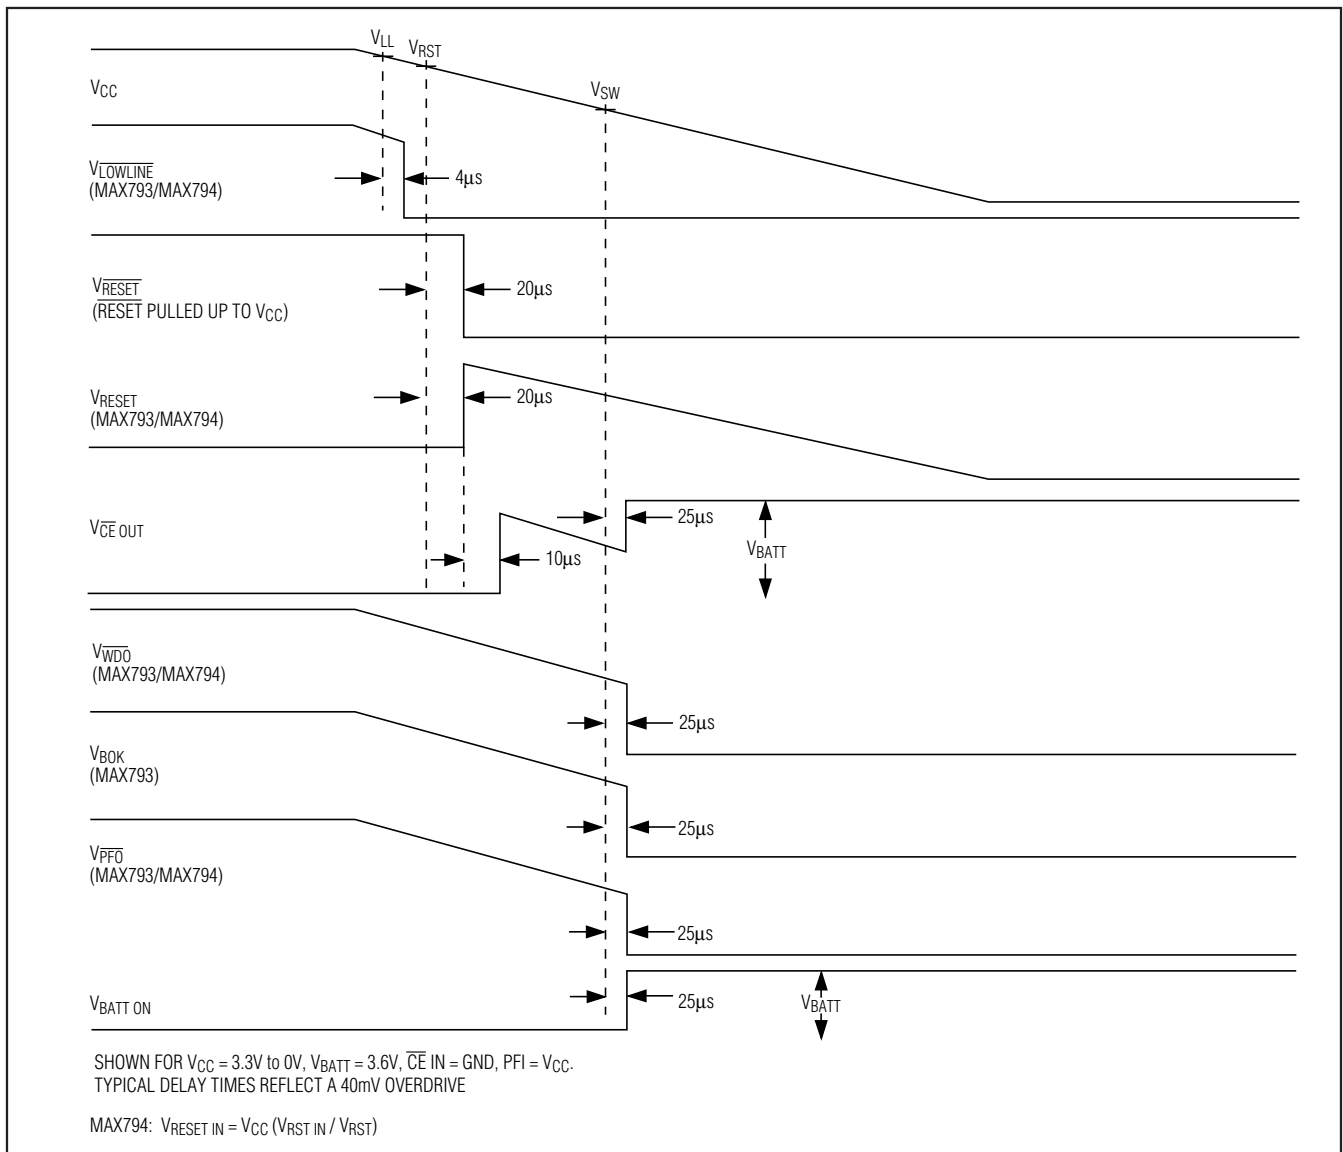 VLL
VRST
VSW
VCC
VLOWLINE
(MAX793/MAX794)
4µs
VRESET
(RESET PULLED UP TO VCC)
20µs
VRESET
(MAX793/MAX794)
20µs
VCE OUT
25µs
10µs
VBATT
VWDO
(MAX793/MAX794)
25µs
VBOK
(MAX793)
25µs
VPFO
(MAX793/MAX794)
25µs
VBATT ON
25µs
VBATT
SHOWN FOR VCC = 3.3V to 0V, VBATT = 3.6V, CE IN = GND, PFI = VCC.
TYPICAL DELAY TIMES REFLECT A 40mV OVERDRIVE
MAX794: VRESET IN = VCC (VRST IN / VRST)